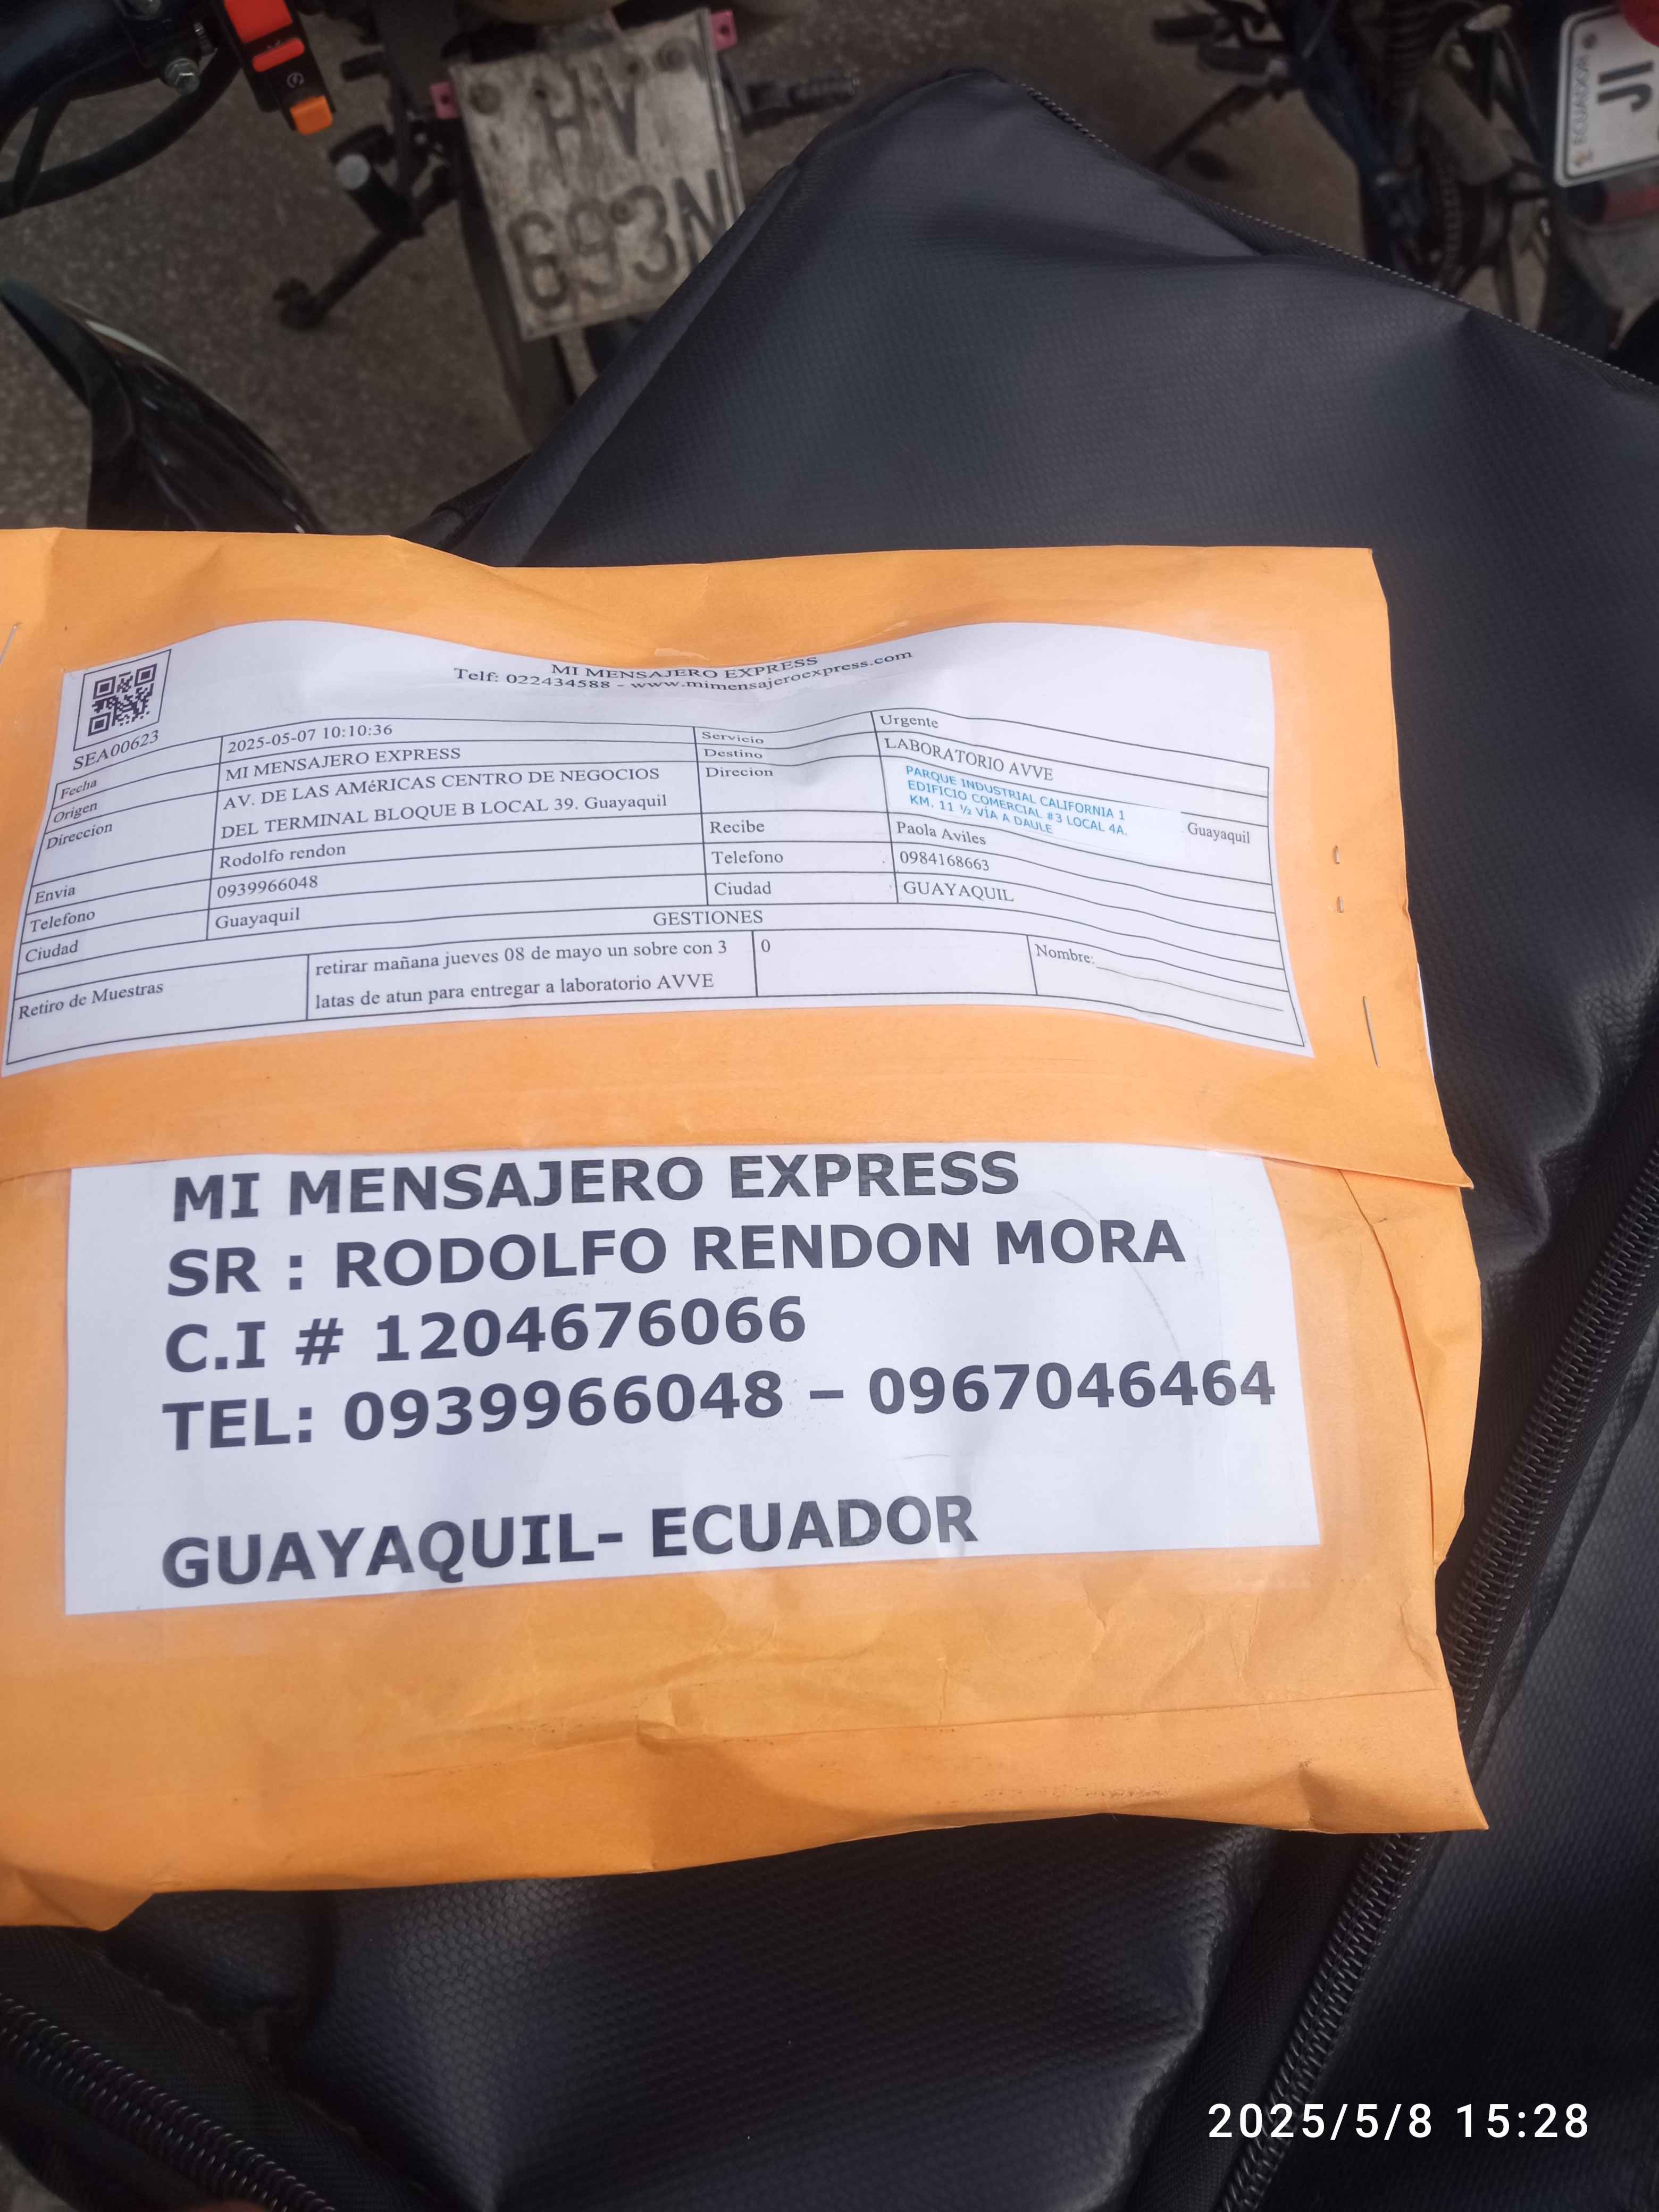 HV
693N
ECUADOR
JI
MI MENSAJERO EXPRESS
Telf: 022434588 - www.mimensajeroexpress.com
SEA00623
Fecha 2025-05-07 10:10:36 Servicio Urgente
Origen MI MENSAJERO EXPRESS Destino LABORATORIO AVVE
Direccion AV. DE LAS AMéRICAS CENTRO DE NEGOCIOS
DEL TERMINAL BLOQUE B LOCAL 39. Guayaquil
Direcion PARQUE INDUSTRIAL CALIFORNIA 1
EDIFICIO COMERCIAL #3 LOCAL 4A.
KM. 11 ½ VÍA A DAULE
Guayaquil
Envia Rodolfo rendon Recibe Paola Aviles
Telefono 0939966048 Telefono 0984168663
Ciudad Guayaquil Ciudad GUAYAQUIL
GESTIONES
Retiro de Muestras
retirar mañana jueves 08 de mayo un sobre con 3
latas de atun para entregar a laboratorio AVVE
0
Nombre:
MI MENSAJERO EXPRESS
SR : RODOLFO RENDON MORA
C.I # 1204676066
TEL: 0939966048 – 0967046464
GUAYAQUIL- ECUADOR
2025/5/8 15:28